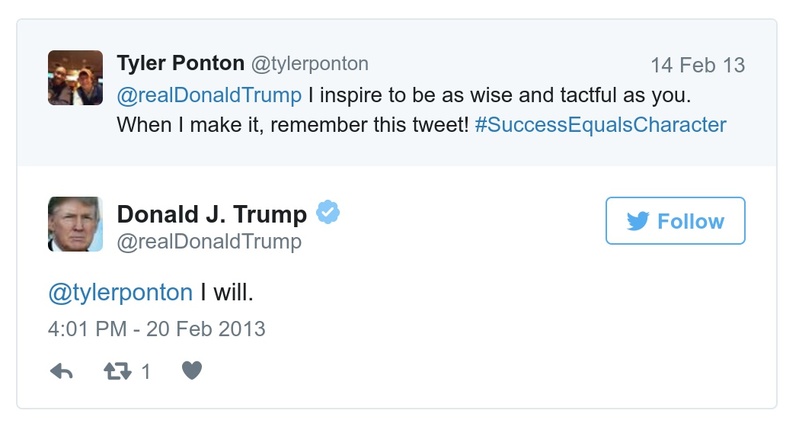 Tyler Ponton @tylerponton 14 Feb 13
@realDonaldTrump I inspire to be as wise and tactful as you.
When I make it, remember this tweet! #SuccessEqualsCharacter
Donald J. Trump
@realDonaldTrump
Follow
@tylerponton I will.
4:01 PM - 20 Feb 2013
1